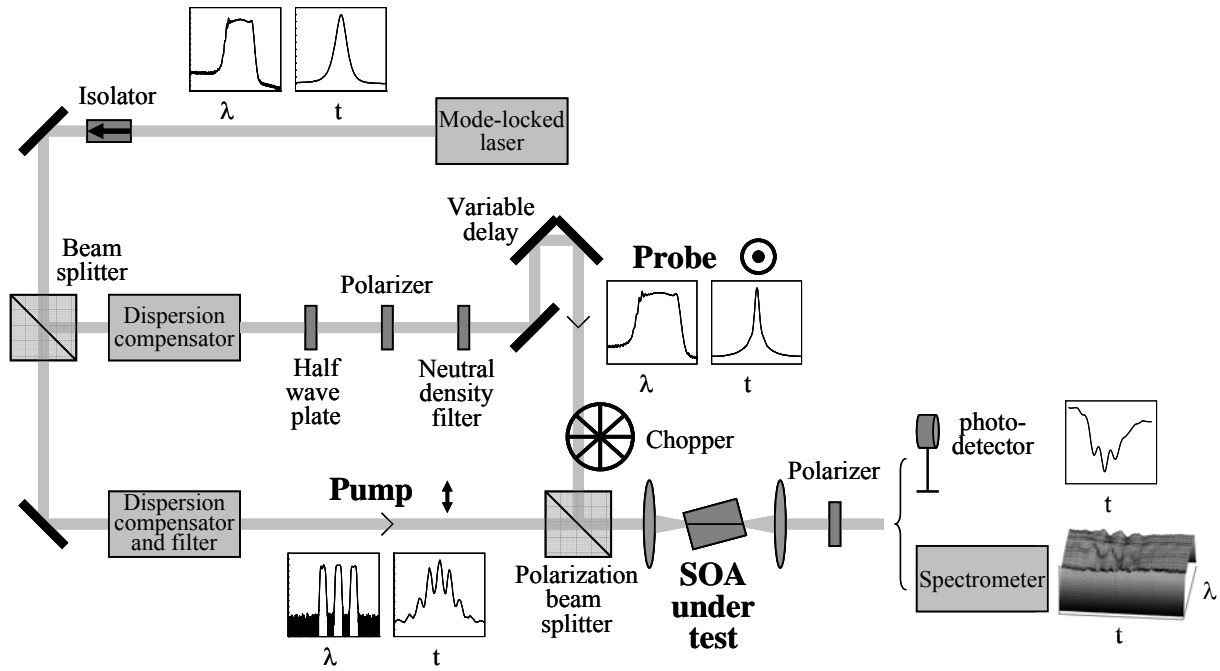 λ
t
Isolator
Mode-locked
laser
Variable
delay
Beam
splitter
Probe
Polarizer
Dispersion
compensator
Half
wave
plate
Neutral
density
filter
λ
t
Chopper
photo-
detector
Polarizer
t
Pump
Dispersion
compensator
and filter
Polarization
beam
splitter
SOA
under
test
Spectrometer
λ
t
λ
t